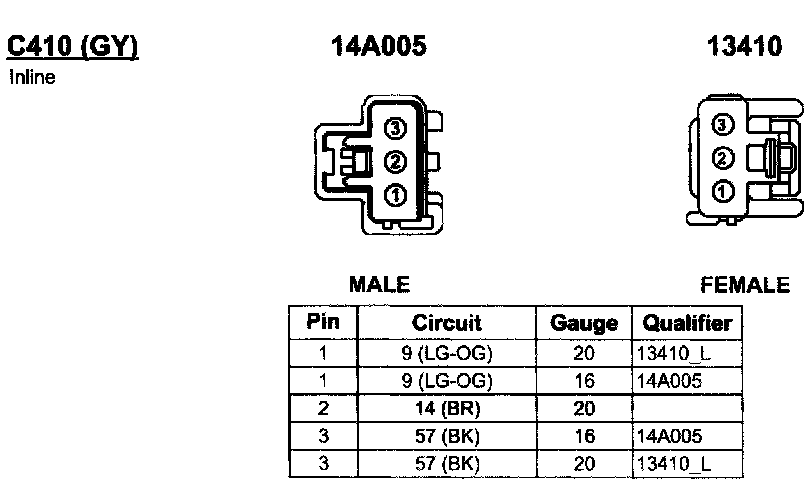 C410 (GY) 14A005 13410
Inline
3 3
2 2
1 1
MALE FEMALE
Pin Circuit Gauge Qualifier
1 9 (LG-OG) 20 13410_L
1 9 (LG-OG) 16 14A005
2 14 (BR) 20
3 57 (BK) 16 14A005
3 57 (BK) 20 13410_L